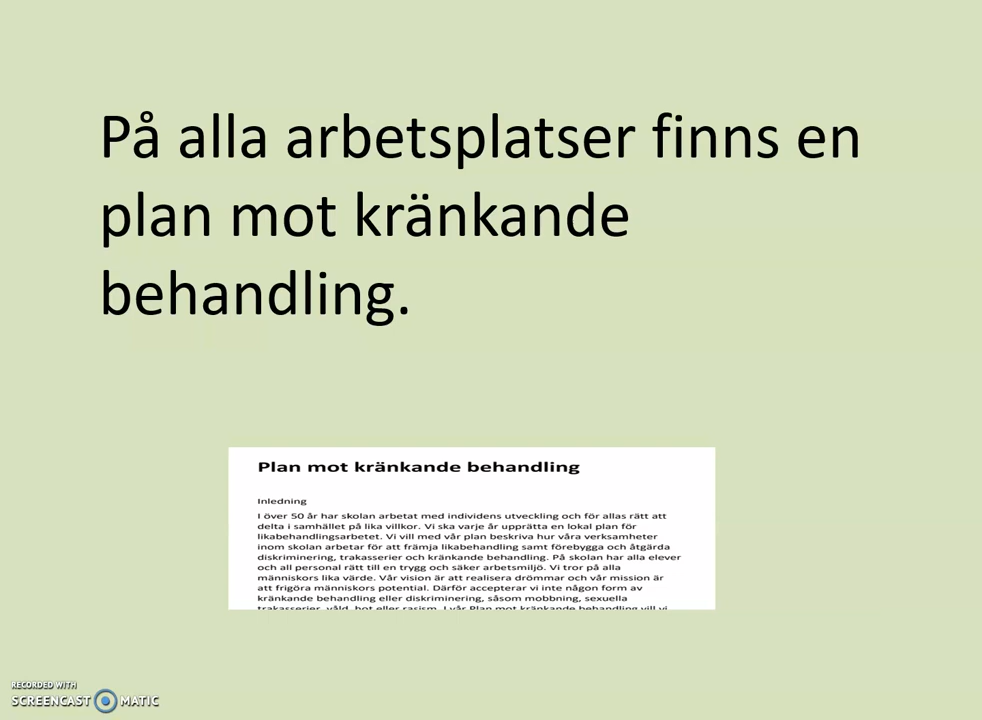 På alla arbetsplatser finns en
plan mot kränkande
behandling.
Plan mot kränkande behandling
Inledning
I över 50 år har skolan arbetat med individens utveckling och för allas rätt att
delta i samhället på lika villkor. Vi ska varje år upprätta en lokal plan för
likabehandlingsarbetet. Vi vill med vår plan beskriva hur våra verksamheter
inom skolan arbetar för att främja likabehandling samt förebygga och åtgärda
diskriminering, trakasserier och kränkande behandling. På skolan har alla elever
och all personal rätt till en trygg och säker arbetsmiljö. Vi tror på alla
människors lika värde. Vår vision är att realisera drömmar och vår mission är
att frigöra människors potential. Därför accepterar vi inte någon form av
kränkande behandling eller diskriminering, såsom mobbning, sexuella
trakasserier, våld, hot eller rasism. I vår Plan mot kränkande behandling vill vi
RECORDED WITH
SCREENCAST MATIC